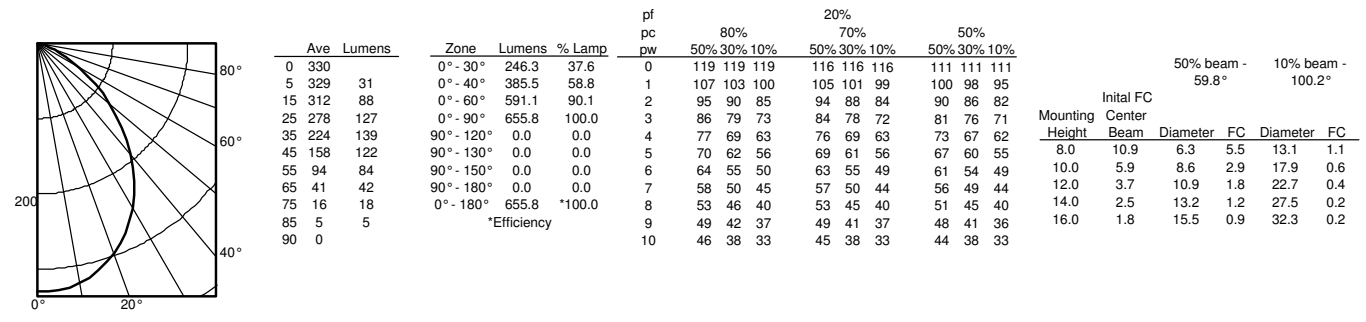 80°
60°
200
40°
0° 20°
Ave Lumens
0 330
5 329 31
15 312 88
25 278 127
35 224 139
45 158 122
55 94 84
65 41 42
75 16 18
85 5 5
90 0
Zone Lumens % Lamp
0° - 30° 246.3 37.6
0° - 40° 385.5 58.8
0° - 60° 591.1 90.1
0° - 90° 655.8 100.0
90° - 120° 0.0 0.0
90° - 130° 0.0 0.0
90° - 150° 0.0 0.0
90° - 180° 0.0 0.0
0° - 180° 655.8 *100.0
*Efficiency
pf 20%
pc 80% 70% 50%
pw 50% 30% 10% 50% 30% 10% 50% 30% 10%
0 119 119 119 116 116 116 111 111 111
1 107 103 100 105 101 99 100 98 95
2 95 90 85 94 88 84 90 86 82
3 86 79 73 84 78 72 81 76 71
4 77 69 63 76 69 63 73 67 62
5 70 62 56 69 61 56 67 60 55
6 64 55 50 63 55 49 61 54 49
7 58 50 45 57 50 44 56 49 44
8 53 46 40 53 45 40 51 45 40
9 49 42 37 49 41 37 48 41 36
10 46 38 33 45 38 33 44 38 33
50% beam - 10% beam -
59.8° 100.2°
Inital FC
Mounting Center
Height Beam Diameter FC Diameter FC
8.0 10.9 6.3 5.5 13.1 1.1
10.0 5.9 8.6 2.9 17.9 0.6
12.0 3.7 10.9 1.8 22.7 0.4
14.0 2.5 13.2 1.2 27.5 0.2
16.0 1.8 15.5 0.9 32.3 0.2